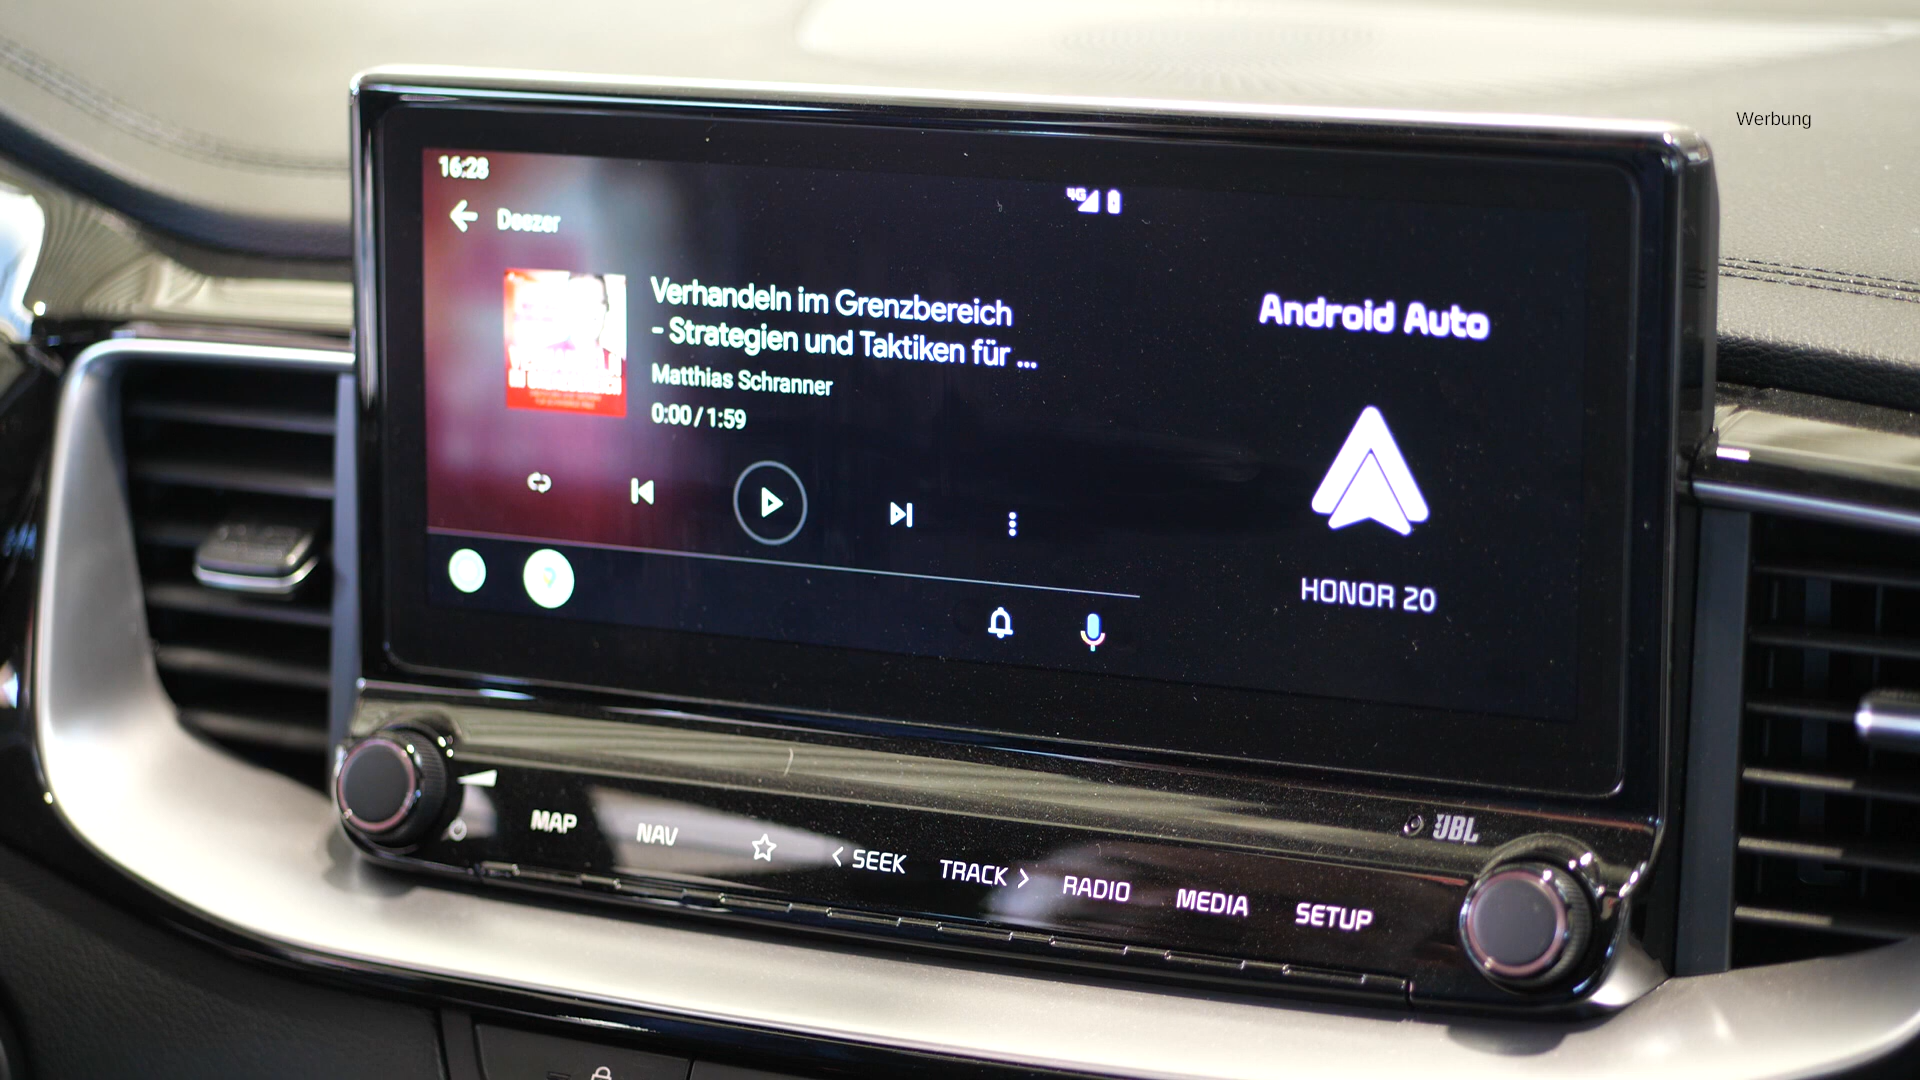 Werbung
16:28
4G
Deezer
Verhandeln im Grenzbereich
- Strategien und Taktiken für ...
Matthias Schranner
0:00 / 1:59
Android Auto
HONOR 20
JBL
MAP
NAV
< SEEK
TRACK >
RADIO
MEDIA
SETUP